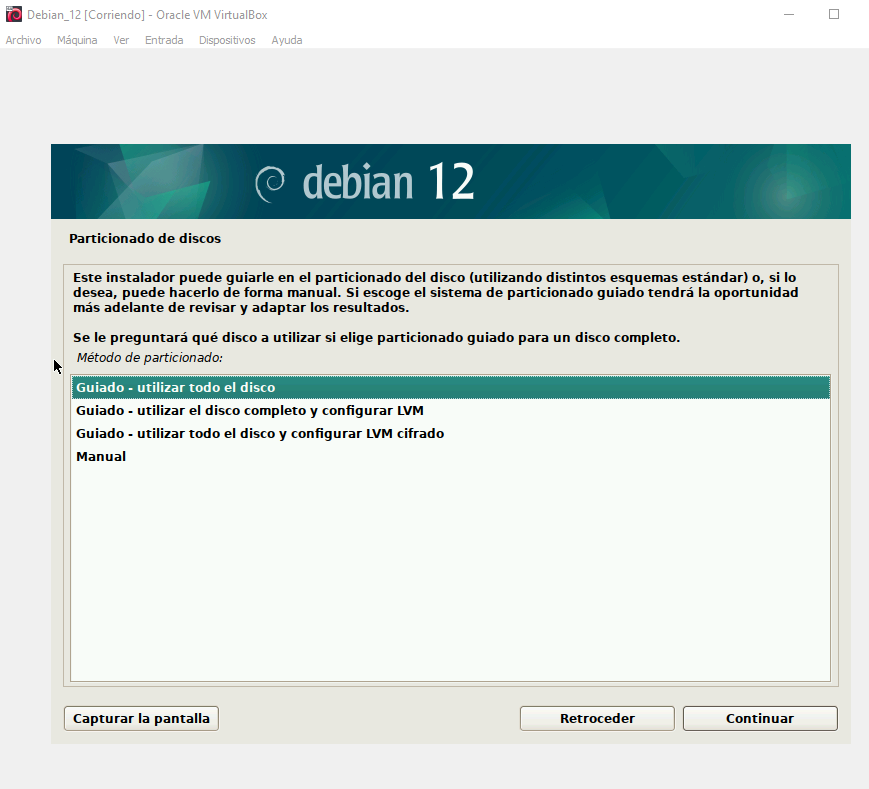 Debian_12 [Corriendo] - Oracle VM VirtualBox
Archivo Máquina Ver Entrada Dispositivos Ayuda
debian 12
Particionado de discos
Este instalador puede guiarle en el particionado del disco (utilizando distintos esquemas estándar) o, si lo
desea, puede hacerlo de forma manual. Si escoge el sistema de particionado guiado tendrá la oportunidad
más adelante de revisar y adaptar los resultados.
Se le preguntará qué disco a utilizar si elige particionado guiado para un disco completo.
Método de particionado:
Guiado - utilizar todo el disco
Guiado - utilizar el disco completo y configurar LVM
Guiado - utilizar todo el disco y configurar LVM cifrado
Manual
Capturar la pantalla Retroceder Continuar